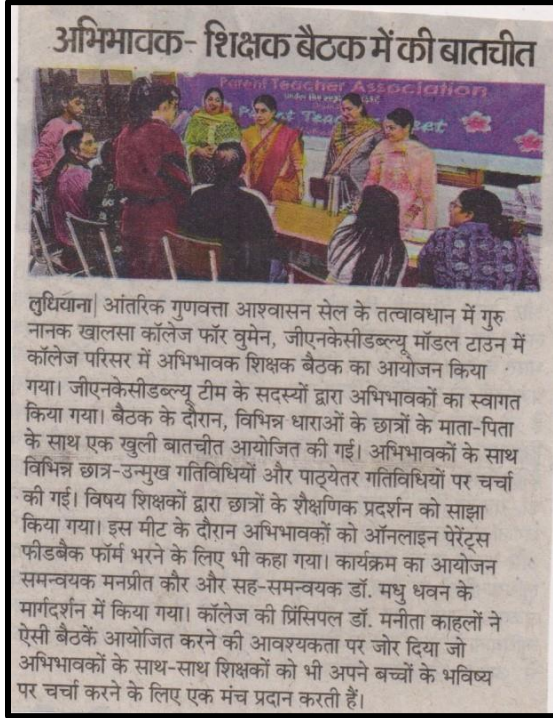 अभिभावक- शिक्षक बैठक में की बातचीत
Parent Teacher Association
Parent Teac
लुधियाना| आंतरिक गुणवत्ता आश्वासन सेल के तत्वावधान में गुरु
नानक खालसा कॉलेज फॉर वुमेन, जीएनकेसीडब्ल्यू मॉडल टाउन में
कॉलेज परिसर में अभिभावक शिक्षक बैठक का आयोजन किया
गया। जीएनकेसीडब्ल्यू टीम के सदस्यों द्वारा अभिभावकों का स्वागत
किया गया। बैठक के दौरान, विभिन्न धाराओं के छात्रों के माता-पिता
के साथ एक खुली बातचीत आयोजित की गई। अभिभावकों के साथ
विभिन्न छात्र-उन्मुख गतिविधियों और पाठ्येतर गतिविधियों पर चर्चा
की गई। विषय शिक्षकों द्वारा छात्रों के शैक्षणिक प्रदर्शन को साझा
किया गया। इस मीट के दौरान अभिभावकों को ऑनलाइन पेरेंट्स
फीडबैक फॉर्म भरने के लिए भी कहा गया। कार्यक्रम का आयोजन
समन्वयक मनप्रीत कौर और सह-समन्वयक डॉ. मधु धवन के
मार्गदर्शन में किया गया। कॉलेज की प्रिंसिपल डॉ. मनीता काहलों ने
ऐसी बैठकें आयोजित करने की आवश्यकता पर जोर दिया जो
अभिभावकों के साथ-साथ शिक्षकों को भी अपने बच्चों के भविष्य
पर चर्चा करने के लिए एक मंच प्रदान करती हैं।